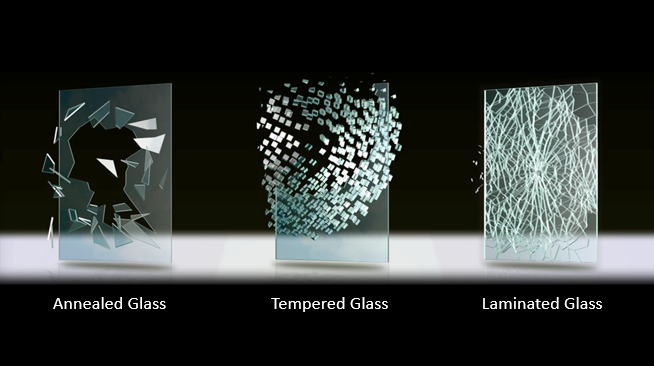 Annealed Glass
Tempered Glass
Laminated Glass